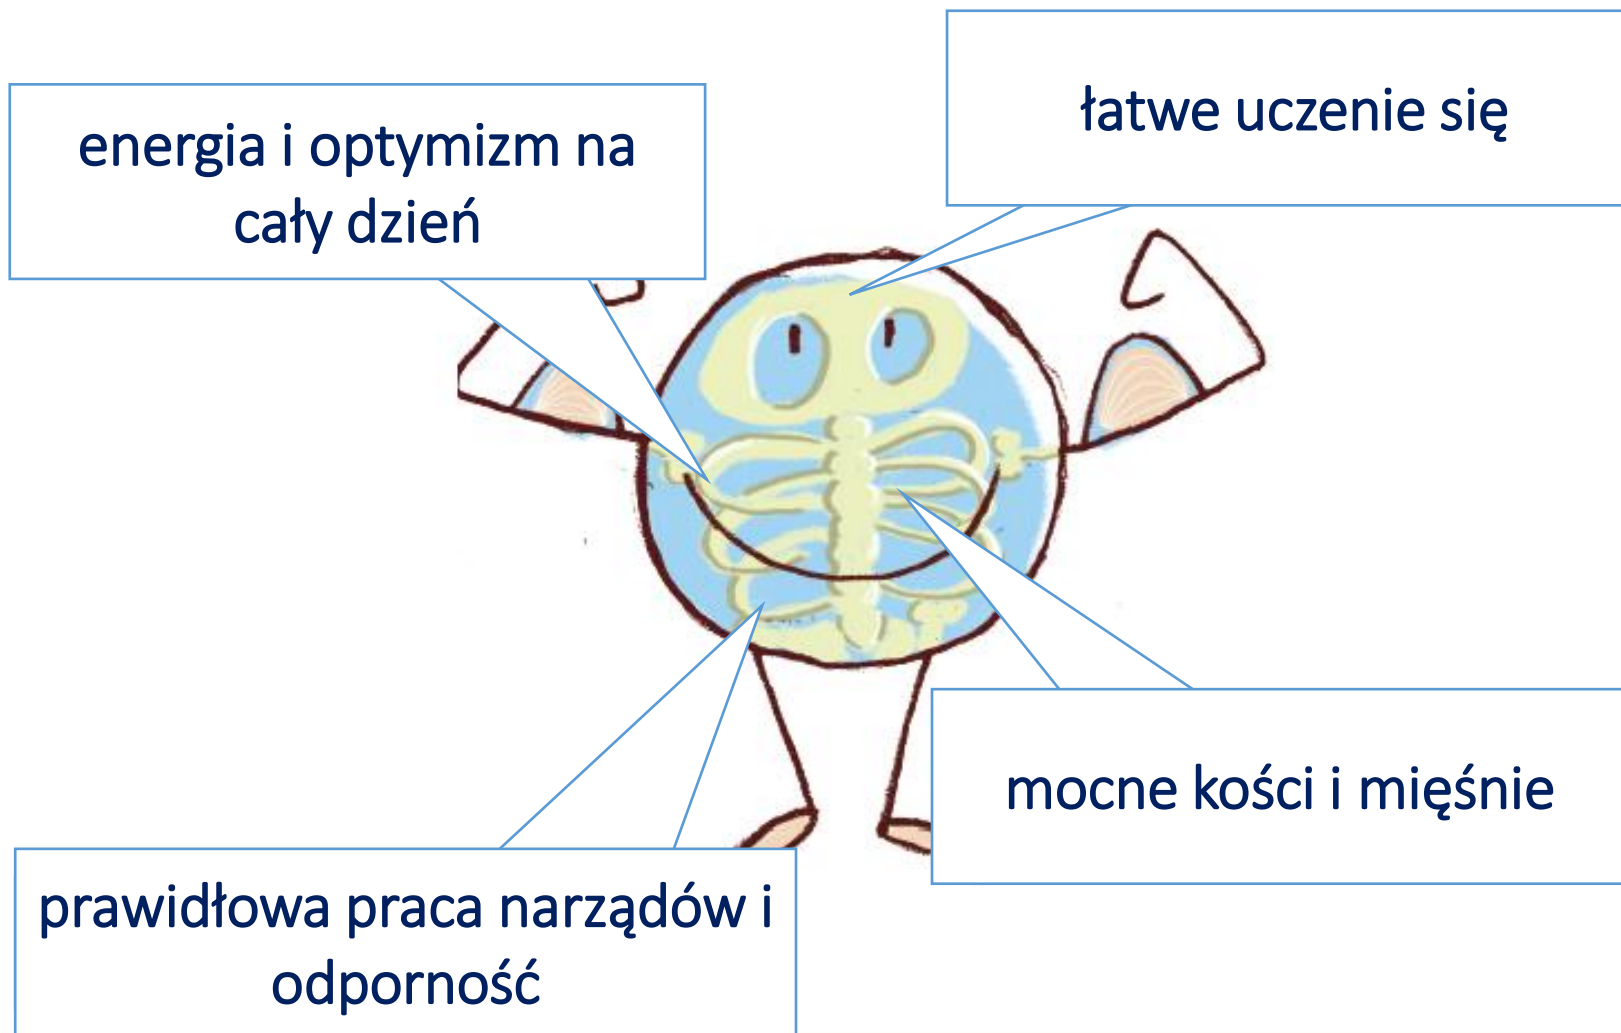 energia i optymizm na
cały dzień
łatwe uczenie się
mocne kości i mięśnie
prawidłowa praca narządów i
odporność